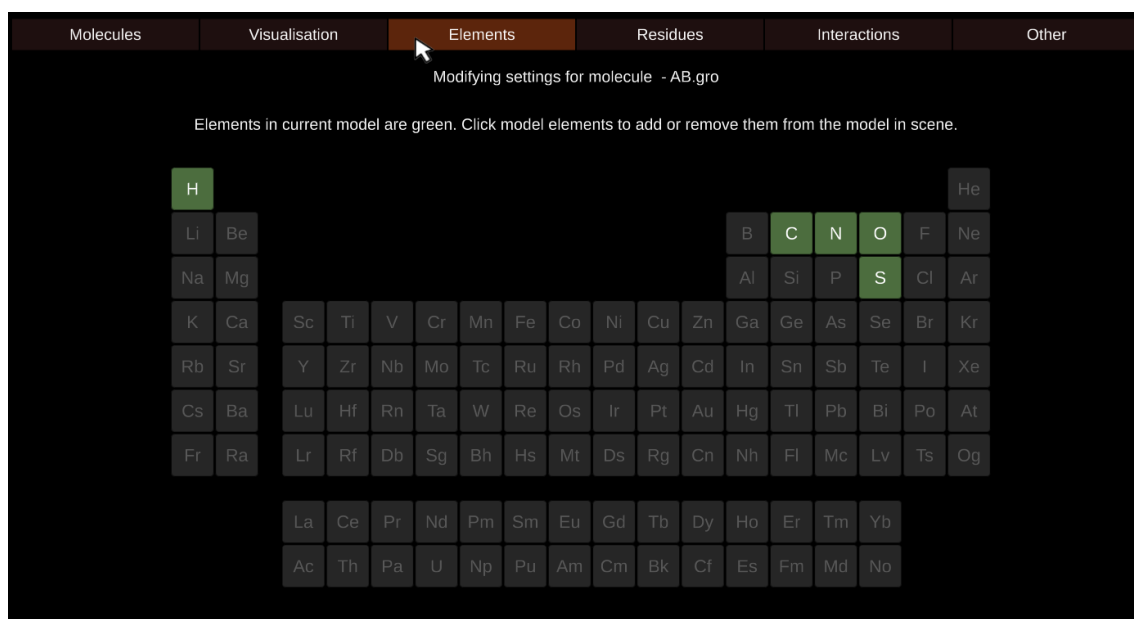 Molecules Visualisation Elements Residues Interactions Other
Modifying settings for molecule - AB.gro
Elements in current model are green. Click model elements to add or remove them from the model in scene.
H He
Li Be B C N O F Ne
Na Mg Al Si P S Cl Ar
K Ca Sc Ti V Cr Mn Fe Co Ni Cu Zn Ga Ge As Se Br Kr
Rb Sr Y Zr Nb Mo Tc Ru Rh Pd Ag Cd In Sn Sb Te I Xe
Cs Ba Lu Hf Rn Ta W Re Os Ir Pt Au Hg Tl Pb Bi Po At
Fr Ra Lr Rf Db Sg Bh Hs Mt Ds Rg Cn Nh Fl Mc Lv Ts Og
La Ce Pr Nd Pm Sm Eu Gd Tb Dy Ho Er Tm Yb
Ac Th Pa U Np Pu Am Cm Bk Cf Es Fm Md No